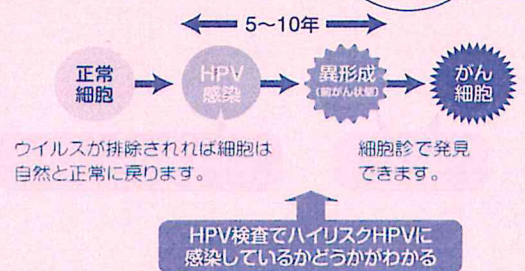 5〜10年
正常
細胞
HPV
感染
異形成
(前がん状態)
がん
細胞
ウイルスが排除されれば細胞は
自然と正常に戻ります。
細胞診で発見
できます。
HPV検査でハイリスクHPVに
感染しているかどうかがわかる